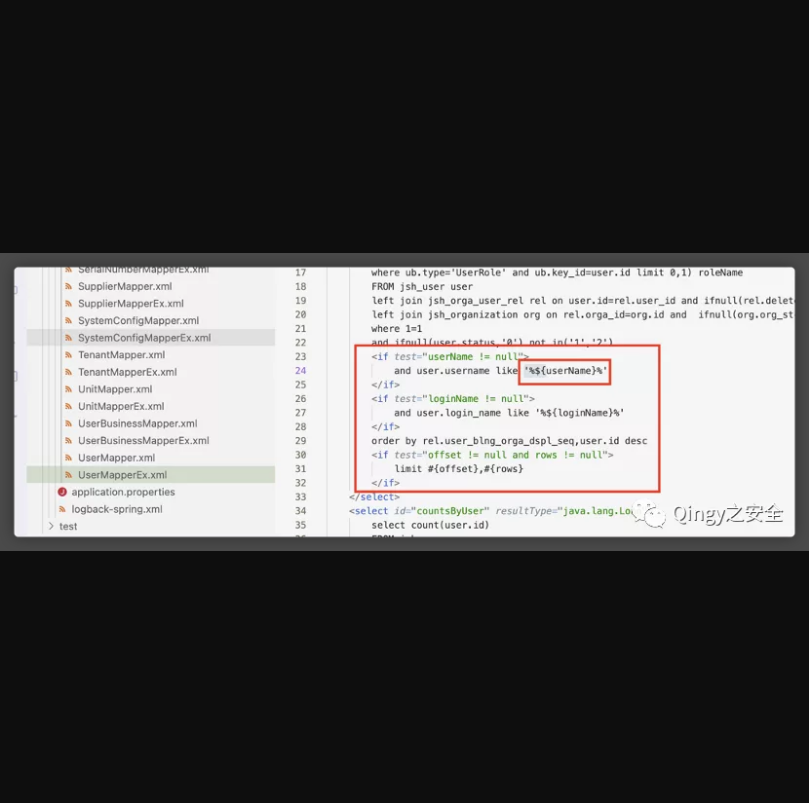 SerialNumberMapperEx.xml
SupplierMapper.xml
SupplierMapperEx.xml
SystemConfigMapper.xml
SystemConfigMapperEx.xml
TenantMapper.xml
TenantMapperEx.xml
UnitMapper.xml
UnitMapperEx.xml
UserBusinessMapper.xml
UserBusinessMapperEx.xml
UserMapper.xml
UserMapperEx.xml
application.properties
logback-spring.xml
test
17 where ub.type='UserRole' and ub.key_id=user.id limit 0,1) roleName
18 FROM jsh_user user
19 left join jsh_orga_user_rel rel on user.id=rel.user_id and ifnull(rel.delet
20 left join jsh_organization org on rel.orga_id=org.id and ifnull(org.org_st
21 where 1=1
22 and ifnull(user.status,'0') not in('1','2')
23 <if test="userName != null">
24 and user.username like '%${userName}%'
25 </if>
26 <if test="loginName != null">
27 and user.login_name like '%${loginName}%'
28 </if>
29 order by rel.user_blng_orga_dspl_seq,user.id desc
30 <if test="offset != null and rows != null">
31 limit #{offset},#{rows}
32 </if>
33 </select>
34 <select id="countsByUser" resultType="java.lang.Lo
35 select count(user.id)
Qingy之安全